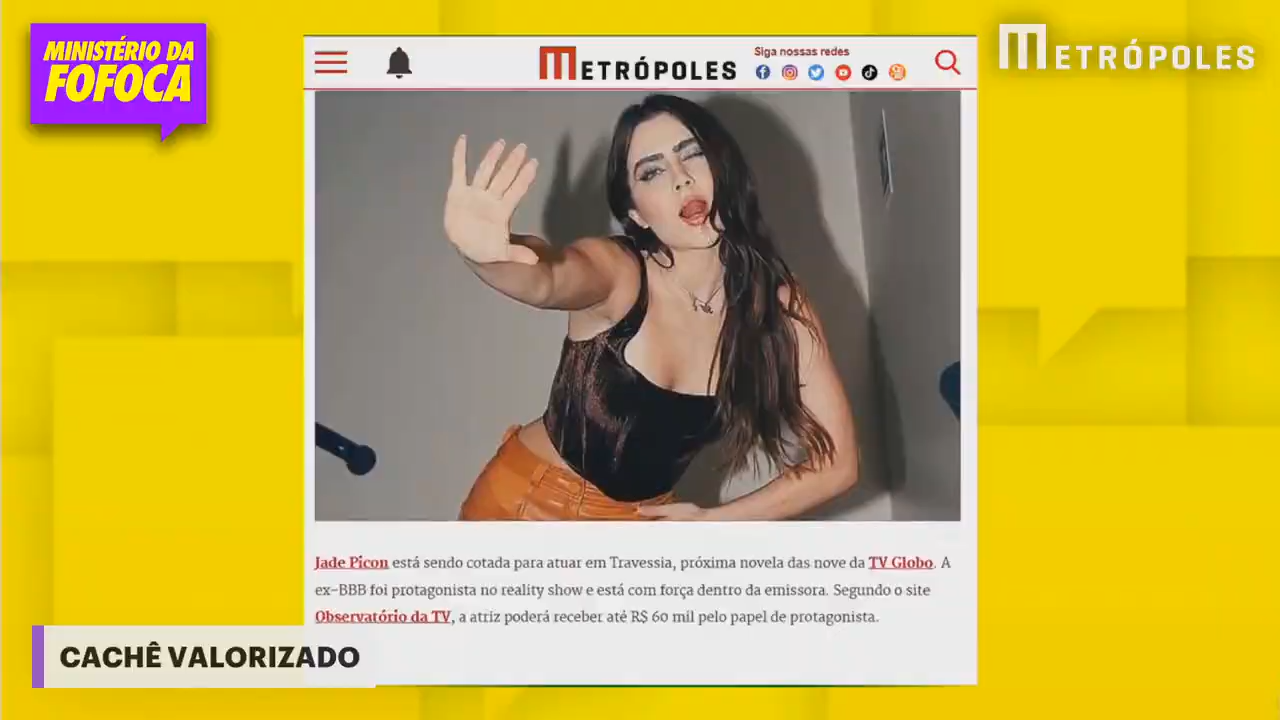 MINISTÉRIO DA
FOFOCA
METRÓPOLES
Siga nossas redes
METRÓPOLES
Jade Picon está sendo cotada para atuar em Travessia, próxima novela das nove da TV Globo. A
ex-BBB foi protagonista no reality show e está com força dentro da emissora. Segundo o site
Observatório da TV, a atriz poderá receber até R$ 60 mil pelo papel de protagonista.
CACHÊ VALORIZADO